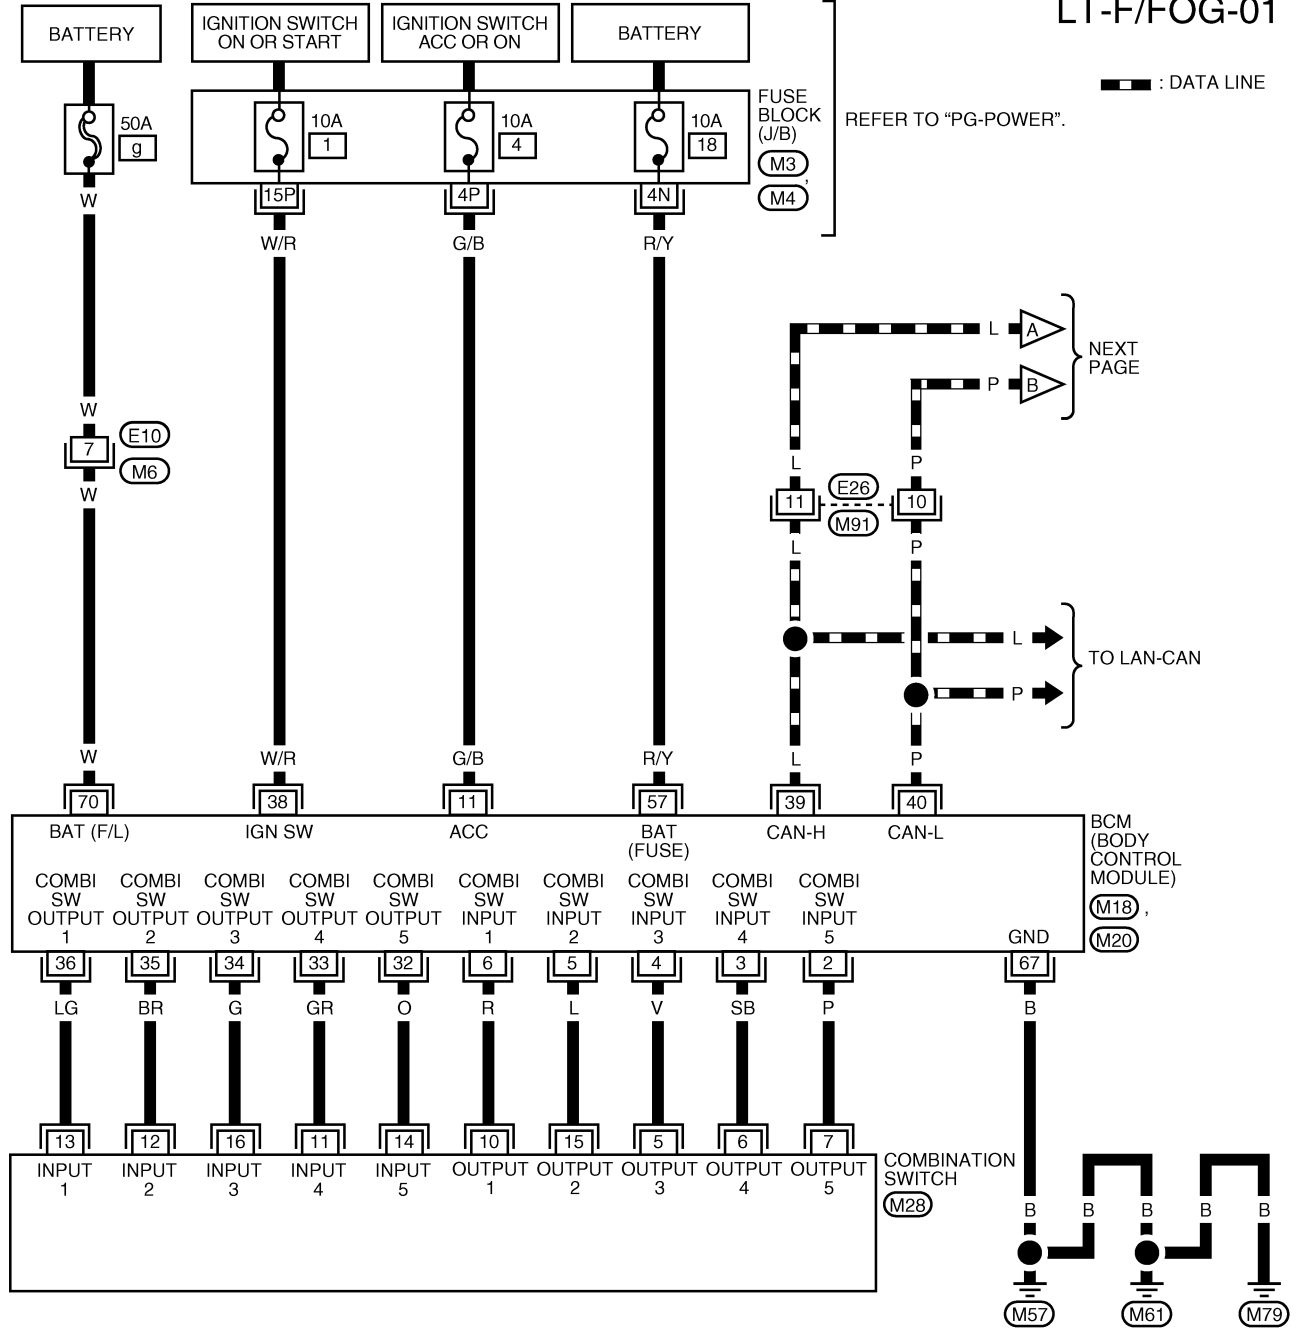 LT-F/FOG-01
BATTERY
IGNITION SWITCH
ON OR START
IGNITION SWITCH
ACC OR ON
BATTERY
: DATA LINE
50A
g
10A
1
10A
4
10A
18
FUSE
BLOCK
(J/B)
M3
,
M4
REFER TO “PG-POWER”.
15P
4P
4N
W
W/R
G/B
R/Y
L
A
P
B
NEXT
PAGE
W
7
E10
M6
W
L
P
11
E26
M91
10
L
P
L
P
TO LAN-CAN
W
W/R
G/B
R/Y
L
P
70
38
11
57
39
40
BAT (F/L)
IGN SW
ACC
BAT
(FUSE)
CAN-H
CAN-L
BCM
(BODY
CONTROL
MODULE)
M18 ,
M20
COMBI
SW
OUTPUT
1
COMBI
SW
OUTPUT
2
COMBI
SW
OUTPUT
3
COMBI
SW
OUTPUT
4
COMBI
SW
OUTPUT
5
COMBI
SW
INPUT
1
COMBI
SW
INPUT
2
COMBI
SW
INPUT
3
COMBI
SW
INPUT
4
COMBI
SW
INPUT
5
GND
36
35
34
33
32
6
5
4
3
2
67
LG
BR
G
GR
O
R
L
V
SB
P
B
13
12
16
11
14
10
15
5
6
7
INPUT
1
INPUT
2
INPUT
3
INPUT
4
INPUT
5
OUTPUT
1
OUTPUT
2
OUTPUT
3
OUTPUT
4
OUTPUT
5
COMBINATION
SWITCH
M28
B
B
B
B
B
M57
M61
M79